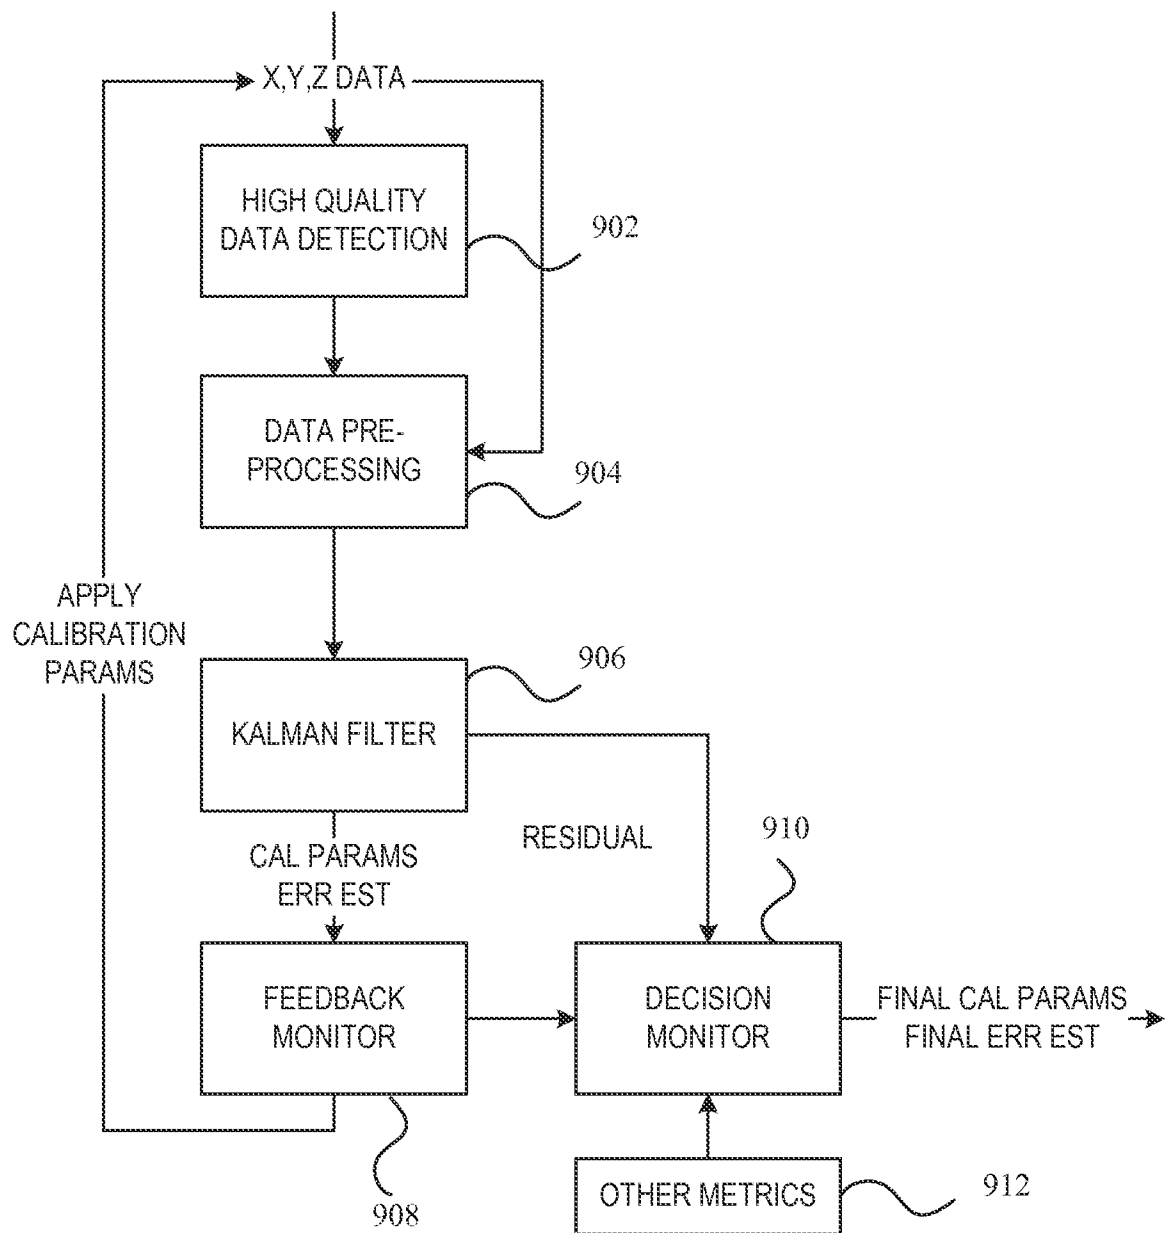 X,Y,Z DATA
HIGH QUALITY
DATA DETECTION
902
DATA PRE-
PROCESSING
904
APPLY
CALIBRATION
PARAMS
906
KALMAN FILTER
RESIDUAL
910
CAL PARAMS
ERR EST
FEEDBACK
MONITOR
DECISION
MONITOR
FINAL CAL PARAMS
FINAL ERR EST
908
OTHER METRICS
912